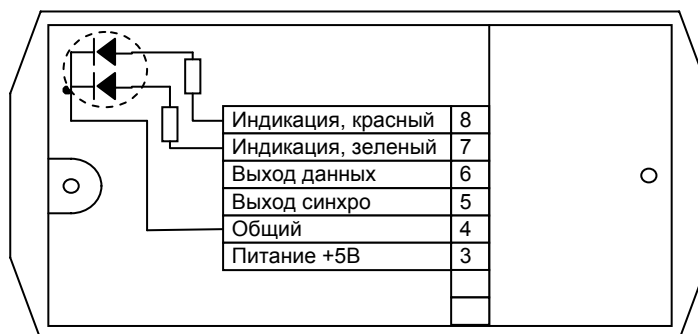 Индикация, красный 8
Индикация, зеленый 7
Выход данных 6
Выход синхро 5
Общий 4
Питание +5В 3